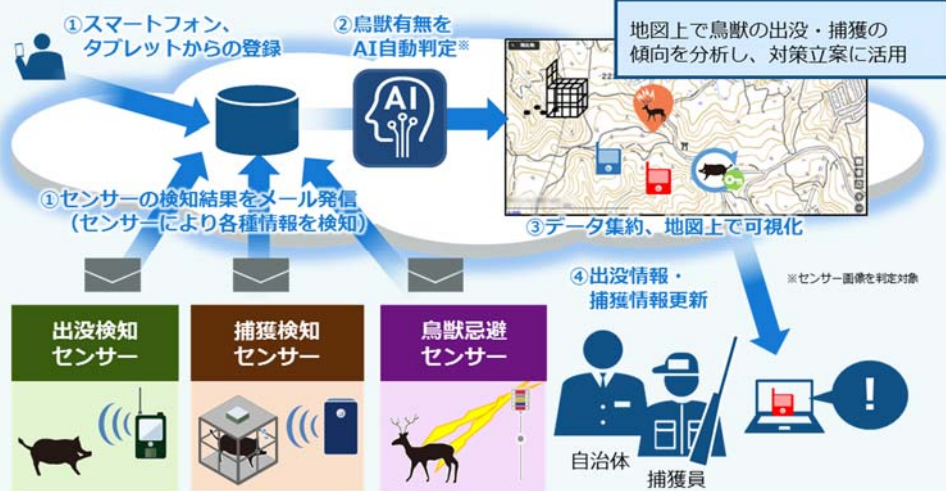 ①スマートフォン、
タブレットからの登録
②鳥獣有無を
AI自動判定※
AI
地図上で鳥獣の出没・捕獲の
傾向を分析し、対策立案に活用
①センサーの検知結果をメール発信
(センサーにより各種情報を検知)
③データ集約、地図上で可視化
④出没情報・
捕獲情報更新
※センサー画像を判定対象
出没検知
センサー
捕獲検知
センサー
鳥獣忌避
センサー
自治体
捕獲員
!